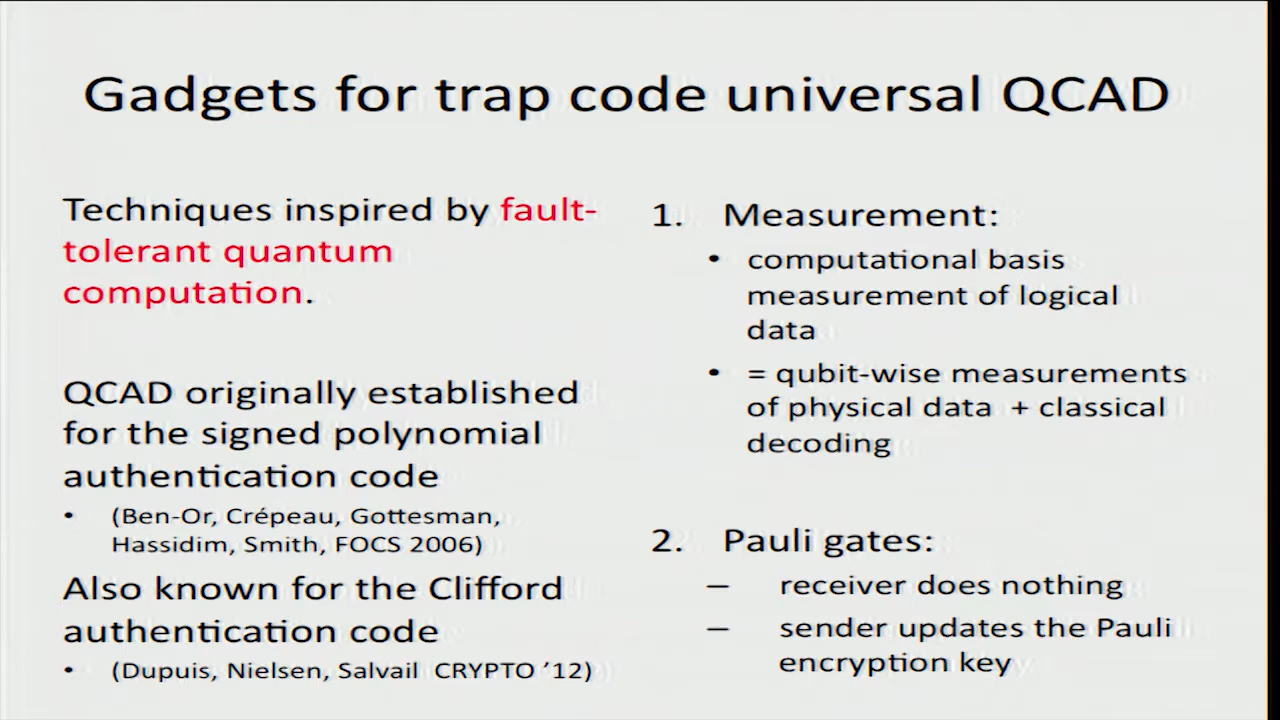 Gadgets for trap code universal QCAD
Techniques inspired by fault-
tolerant quantum
computation.
QCAD originally established
for the signed polynomial
authentication code
• (Ben-Or, Crépeau, Gottesman,
Hassidim, Smith, FOCS 2006)
Also known for the Clifford
authentication code
• (Dupuis, Nielsen, Salvail CRYPTO ’12)
1. Measurement:
• computational basis
measurement of logical
data
• = qubit-wise measurements
of physical data + classical
decoding
2. Pauli gates:
– receiver does nothing
– sender updates the Pauli
encryption key